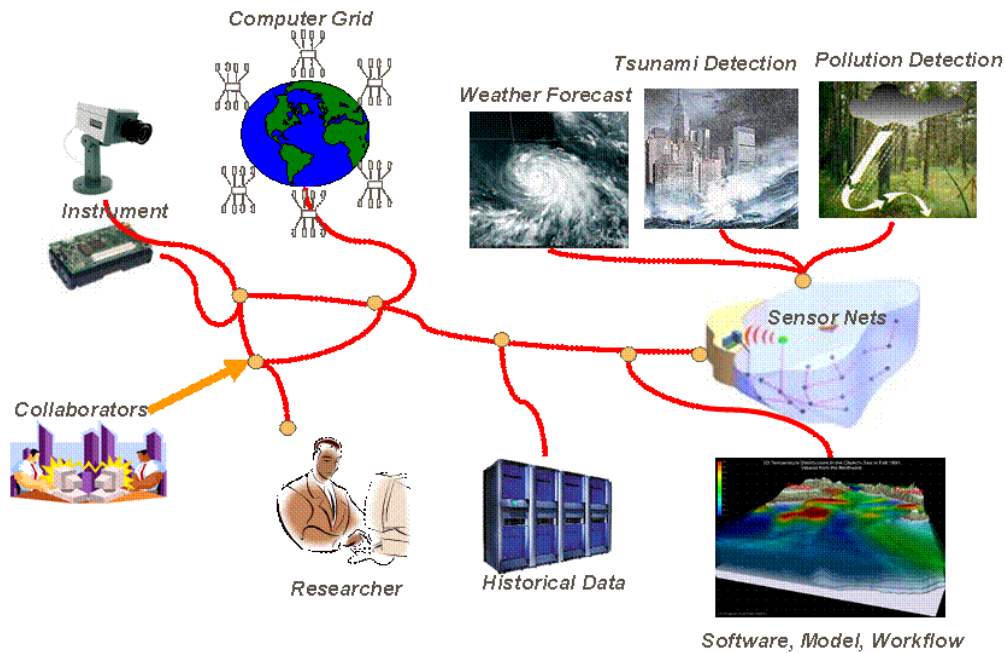 Computer Grid
Tsunami Detection
Pollution Detection
Weather Forecast
Instrument
Sensor Nets
Collaborators
Researcher
Historical Data
Software, Model, Workflow